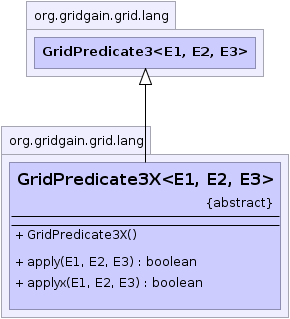 org.gridgain.grid.lang
GridPredicate3<E1, E2, E3>
org.gridgain.grid.lang
GridPredicate3X<E1, E2, E3>
{abstract}
+ GridPredicate3X()
+ apply(E1, E2, E3) : boolean
+ applyx(E1, E2, E3) : boolean